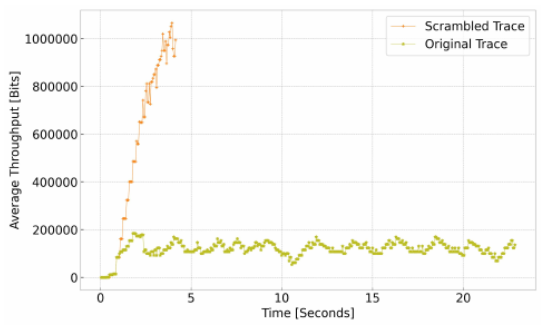 Scrambled Trace
Original Trace
Average Throughput [Bits]
1000000
800000
600000
400000
200000
0
0
5
10
15
20
Time [Seconds]